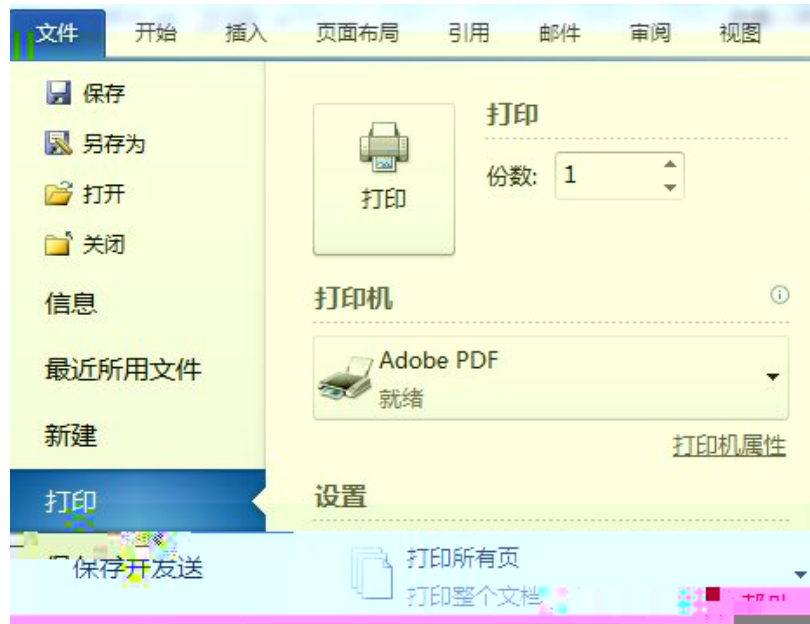 文件 开始 插入 页面布局 引用 邮件 审阅 视图
保存
另存为
打开
关闭
信息
最近所用文件
新建
打印
保存并发送
打印
打印
份数: 1
打印机
Adobe PDF
就绪
打印机属性
设置
打印所有页
打印整个文档